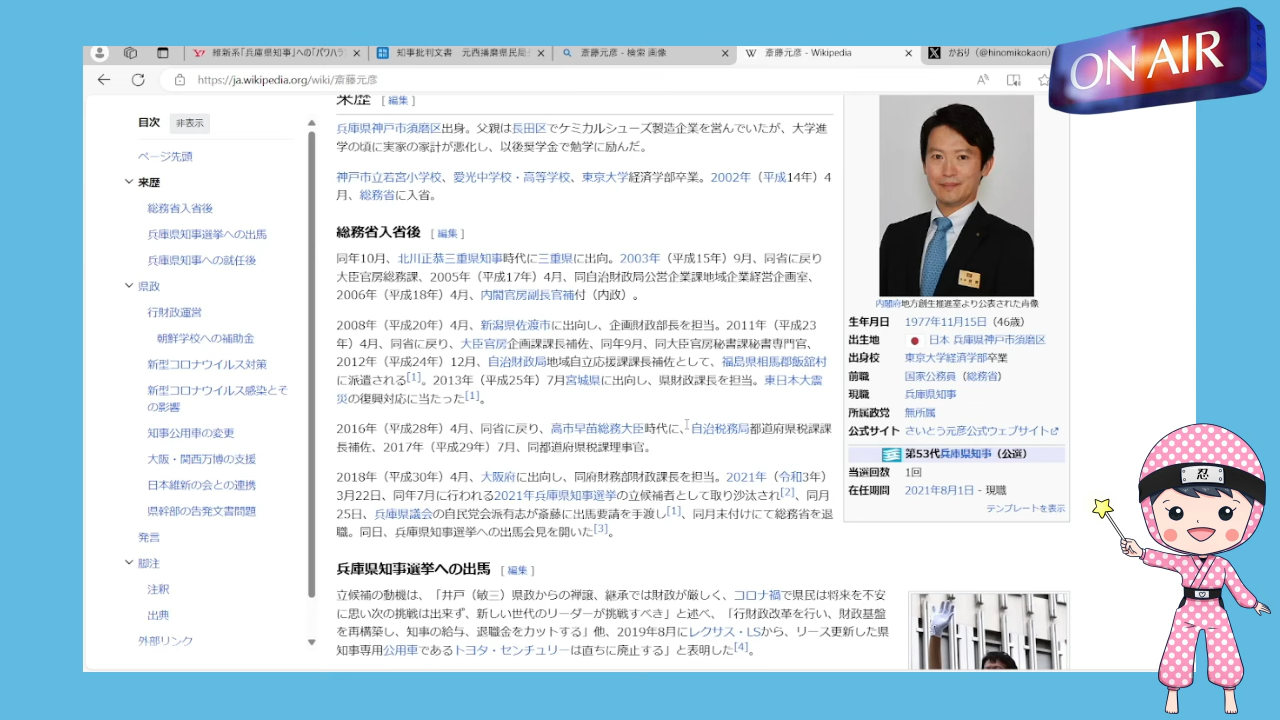 ON AIR
維新系「兵庫県知事」への「パワハラ
知事批判文書 元西播磨県民局
斎藤元彦 - 検索 画像
W 斎藤元彦 - Wikipedia
X かおり (@hinomikokaori)
https://ja.wikipedia.org/wiki/斎藤元彦
目次 非表示
ページ先頭
来歴
総務省入省後
兵庫県知事選挙への出馬
兵庫県知事への就任後
県政
行財政運営
朝鮮学校への補助金
新型コロナウイルス対策
新型コロナウイルス感染とそ
の影響
知事公用車の変更
大阪・関西万博の支援
日本維新の会との連携
県幹部の告発文書問題
発言
脚注
注釈
出典
外部リンク
来歴 [編集]
兵庫県神戸市須磨区出身。父親は長田区でケミカルシューズ製造企業を営んでいたが、大学進
学の頃に実家の家計が悪化し、以後奨学金で勉学に励んだ。
神戸市立若宮小学校、愛光中学校・高等学校、東京大学経済学部卒業。2002年(平成14年)4
月、総務省に入省。
総務省入省後 [編集]
同年10月、北川正恭三重県知事時代に三重県に出向。2003年(平成15年)9月、同省に戻り
大臣官房総務課、2005年(平成17年)4月、同自治財政局公営企業課地域企業経営企画室、
2006年(平成18年)4月、内閣官房副長官補付(内政)。
2008年(平成20年)4月、新潟県佐渡市に出向し、企画財政部長を担当。2011年(平成23
年)4月、同省に戻り、大臣官房企画課課長補佐、同年9月、同大臣官房秘書課秘書専門官、
2012年(平成24年)12月、自治財政局地域自立応援課課長補佐として、福島県相馬郡飯舘村
に派遣される[1]。2013年(平成25年)7月宮城県に出向し、県財政課長を担当。東日本大震
災の復興対応に当たった[1]。
2016年(平成28年)4月、同省に戻り、高市早苗総務大臣時代に、自治税務局都道府県税課課
長補佐、2017年(平成29年)7月、同都道府県税課理事官。
2018年(平成30年)4月、大阪府に出向し、同府財務部財政課長を担当。2021年(令和3年)
3月22日、同年7月に行われる2021年兵庫県知事選挙の立候補者として取り沙汰され[2]、同月
25日、兵庫県議会の自民党会派有志が斎藤に出馬要請を手渡し[1]、同月末付けにて総務省を退
職。同日、兵庫県知事選挙への出馬会見を開いた[3]。
兵庫県知事選挙への出馬 [編集]
立候補の動機は、「井戸(敏三)県政からの禅譲、継承では財政が厳しく、コロナ禍で県民は将来を不安
に思い次の挑戦は出来ず、新しい世代のリーダーが挑戦すべき」と述べ、「行財政改革を行い、財政基盤
を再構築し、知事の給与、退職金をカットする」他、2019年8月にレクサス・LSから、リース更新した県
知事専用公用車であるトヨタ・センチュリーは直ちに廃止する」と表明した[4]。
内閣府地方創生推進室より公表された肖像
生年月日 1977年11月15日(46歳)
出生地 日本 兵庫県神戸市須磨区
出身校 東京大学経済学部卒業
前職 国家公務員(総務省)
現職 兵庫県知事
所属政党 無所属
公式サイト さいとう元彦公式ウェブサイト
第53代兵庫県知事(公選)
当選回数 1回
在任期間 2021年8月1日 - 現職
テンプレートを表示
忍